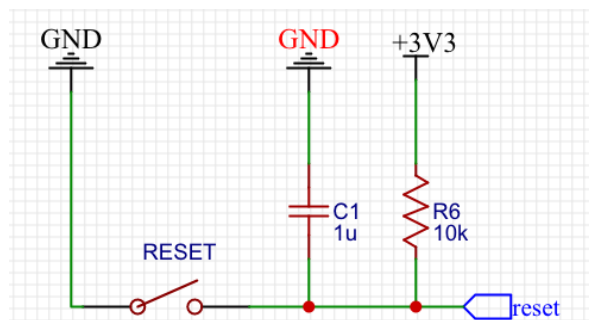 GND
GND
+3V3
C1
1u
R6
10k
RESET
reset